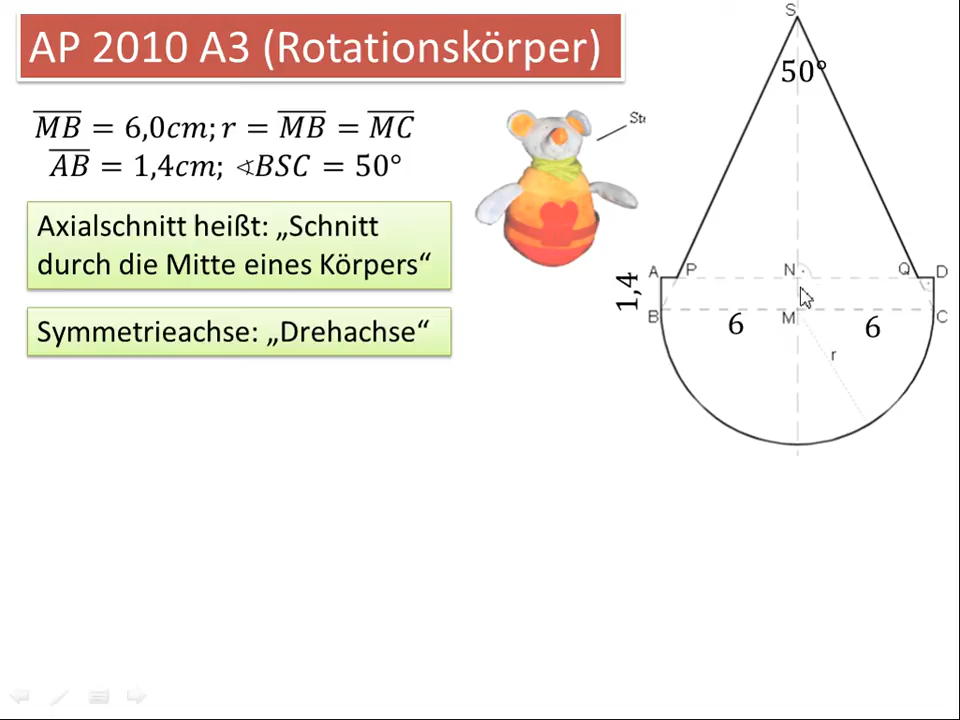 AP 2010 A3 (Rotationskörper)
S
50°
MB = 6,0cm; r = MB = MC
AB = 1,4cm; ∢BSC = 50°
Axialschnitt heißt: „Schnitt
durch die Mitte eines Körpers“
Symmetrieachse: „Drehachse“
A P N Q D
1,4
B 6 M 6 C
r